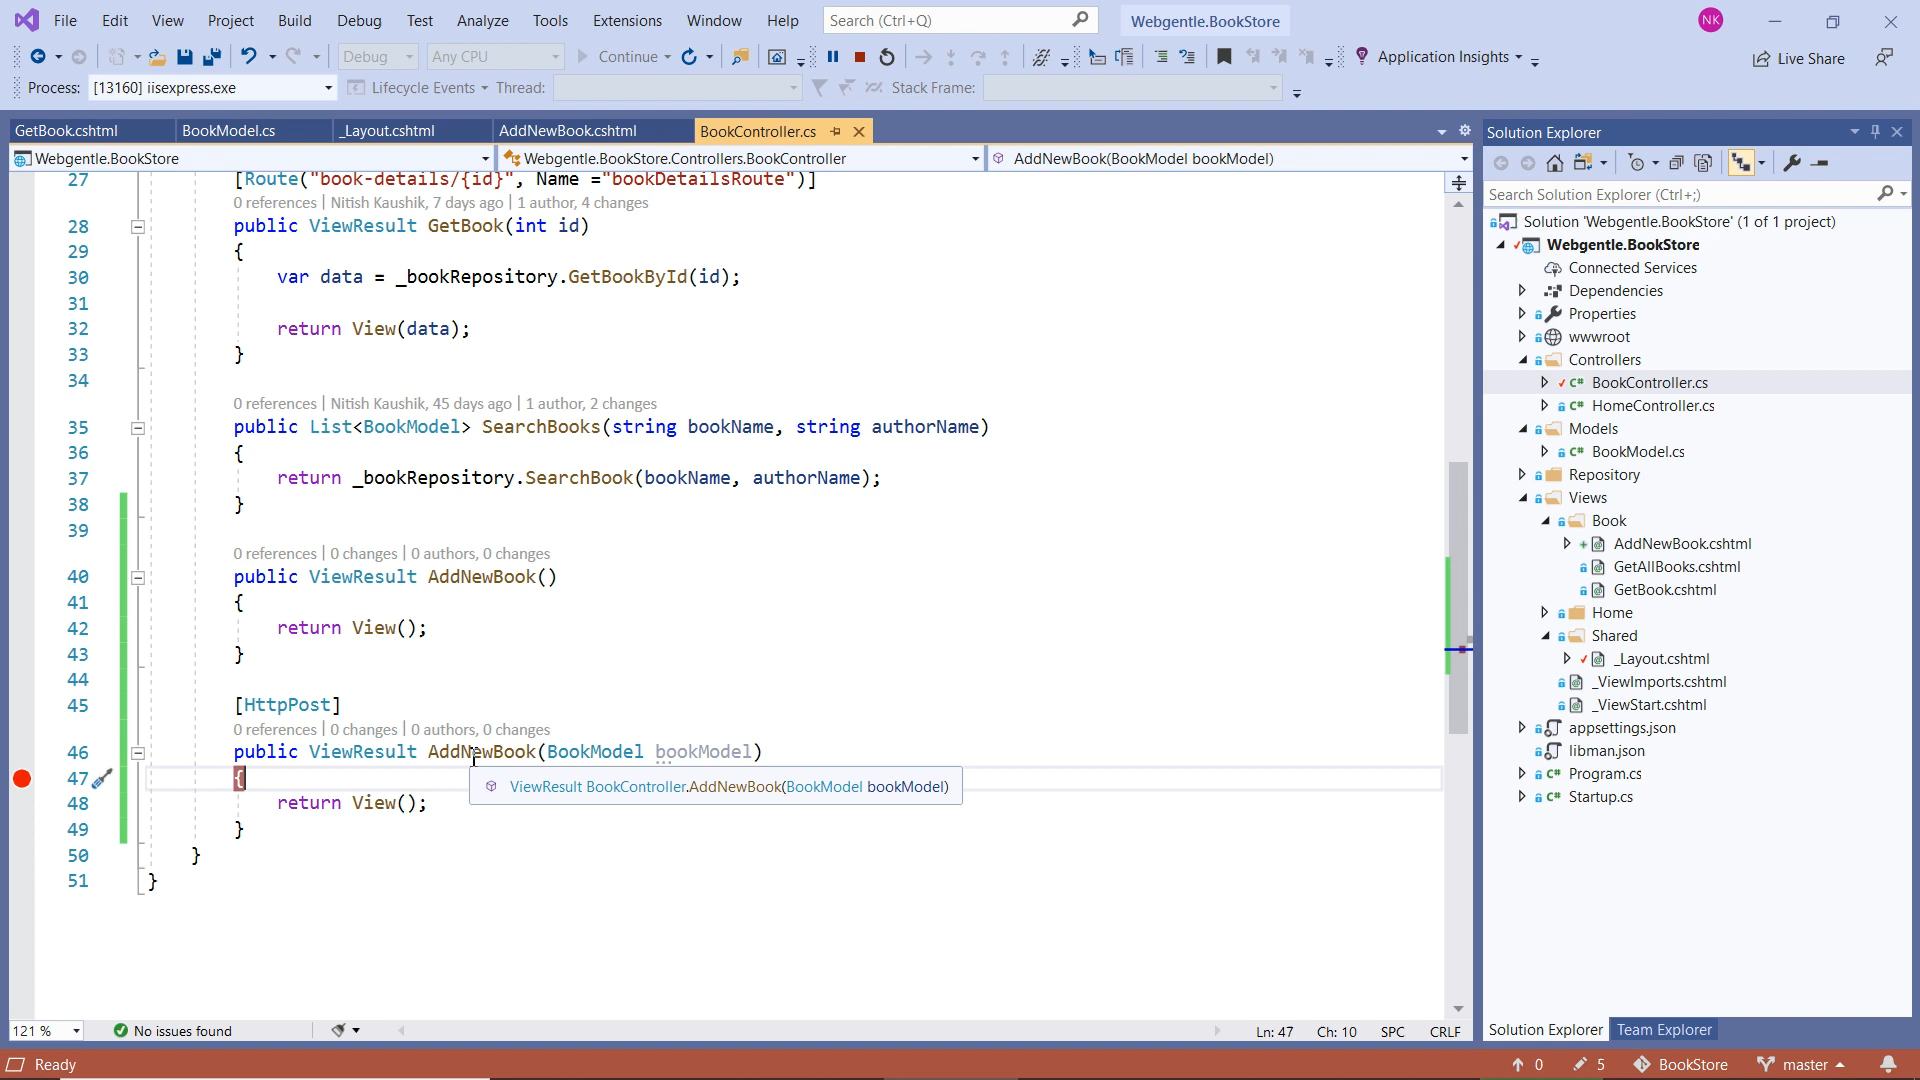 File Edit View Project Build Debug Test Analyze Tools Extensions Window Help Search (Ctrl+Q) Webgentle.BookStore NK
Debug Any CPU Continue Application Insights Live Share
Process: [13160] iisexpress.exe Lifecycle Events Thread: Stack Frame:
GetBook.cshtml BookModel.cs _Layout.cshtml AddNewBook.cshtml BookController.cs
Webgentle.BookStore Webgentle.BookStore.Controllers.BookController AddNewBook(BookModel bookModel)
27 [Route("book-details/{id}", Name ="bookDetailsRoute")]
0 references | Nitish Kaushik, 7 days ago | 1 author, 4 changes
28 public ViewResult GetBook(int id)
29 {
30 var data = _bookRepository.GetBookById(id);
31
32 return View(data);
33 }
34
0 references | Nitish Kaushik, 45 days ago | 1 author, 2 changes
35 public List<BookModel> SearchBooks(string bookName, string authorName)
36 {
37 return _bookRepository.SearchBook(bookName, authorName);
38 }
39
0 references | 0 changes | 0 authors, 0 changes
40 public ViewResult AddNewBook()
41 {
42 return View();
43 }
44
45 [HttpPost]
0 references | 0 changes | 0 authors, 0 changes
46 public ViewResult AddNewBook(BookModel bookModel)
47 {
ViewResult BookController.AddNewBook(BookModel bookModel)
48 return View();
49 }
50 }
51 }
121 % No issues found Ln: 47 Ch: 10 SPC CRLF
Solution Explorer
Search Solution Explorer (Ctrl+;)
Solution 'Webgentle.BookStore' (1 of 1 project)
Webgentle.BookStore
Connected Services
Dependencies
Properties
wwwroot
Controllers
C# BookController.cs
C# HomeController.cs
Models
C# BookModel.cs
Repository
Views
Book
AddNewBook.cshtml
GetAllBooks.cshtml
GetBook.cshtml
Home
Shared
_Layout.cshtml
_ViewImports.cshtml
_ViewStart.cshtml
appsettings.json
libman.json
C# Program.cs
C# Startup.cs
Solution Explorer Team Explorer
Ready 0 5 BookStore master